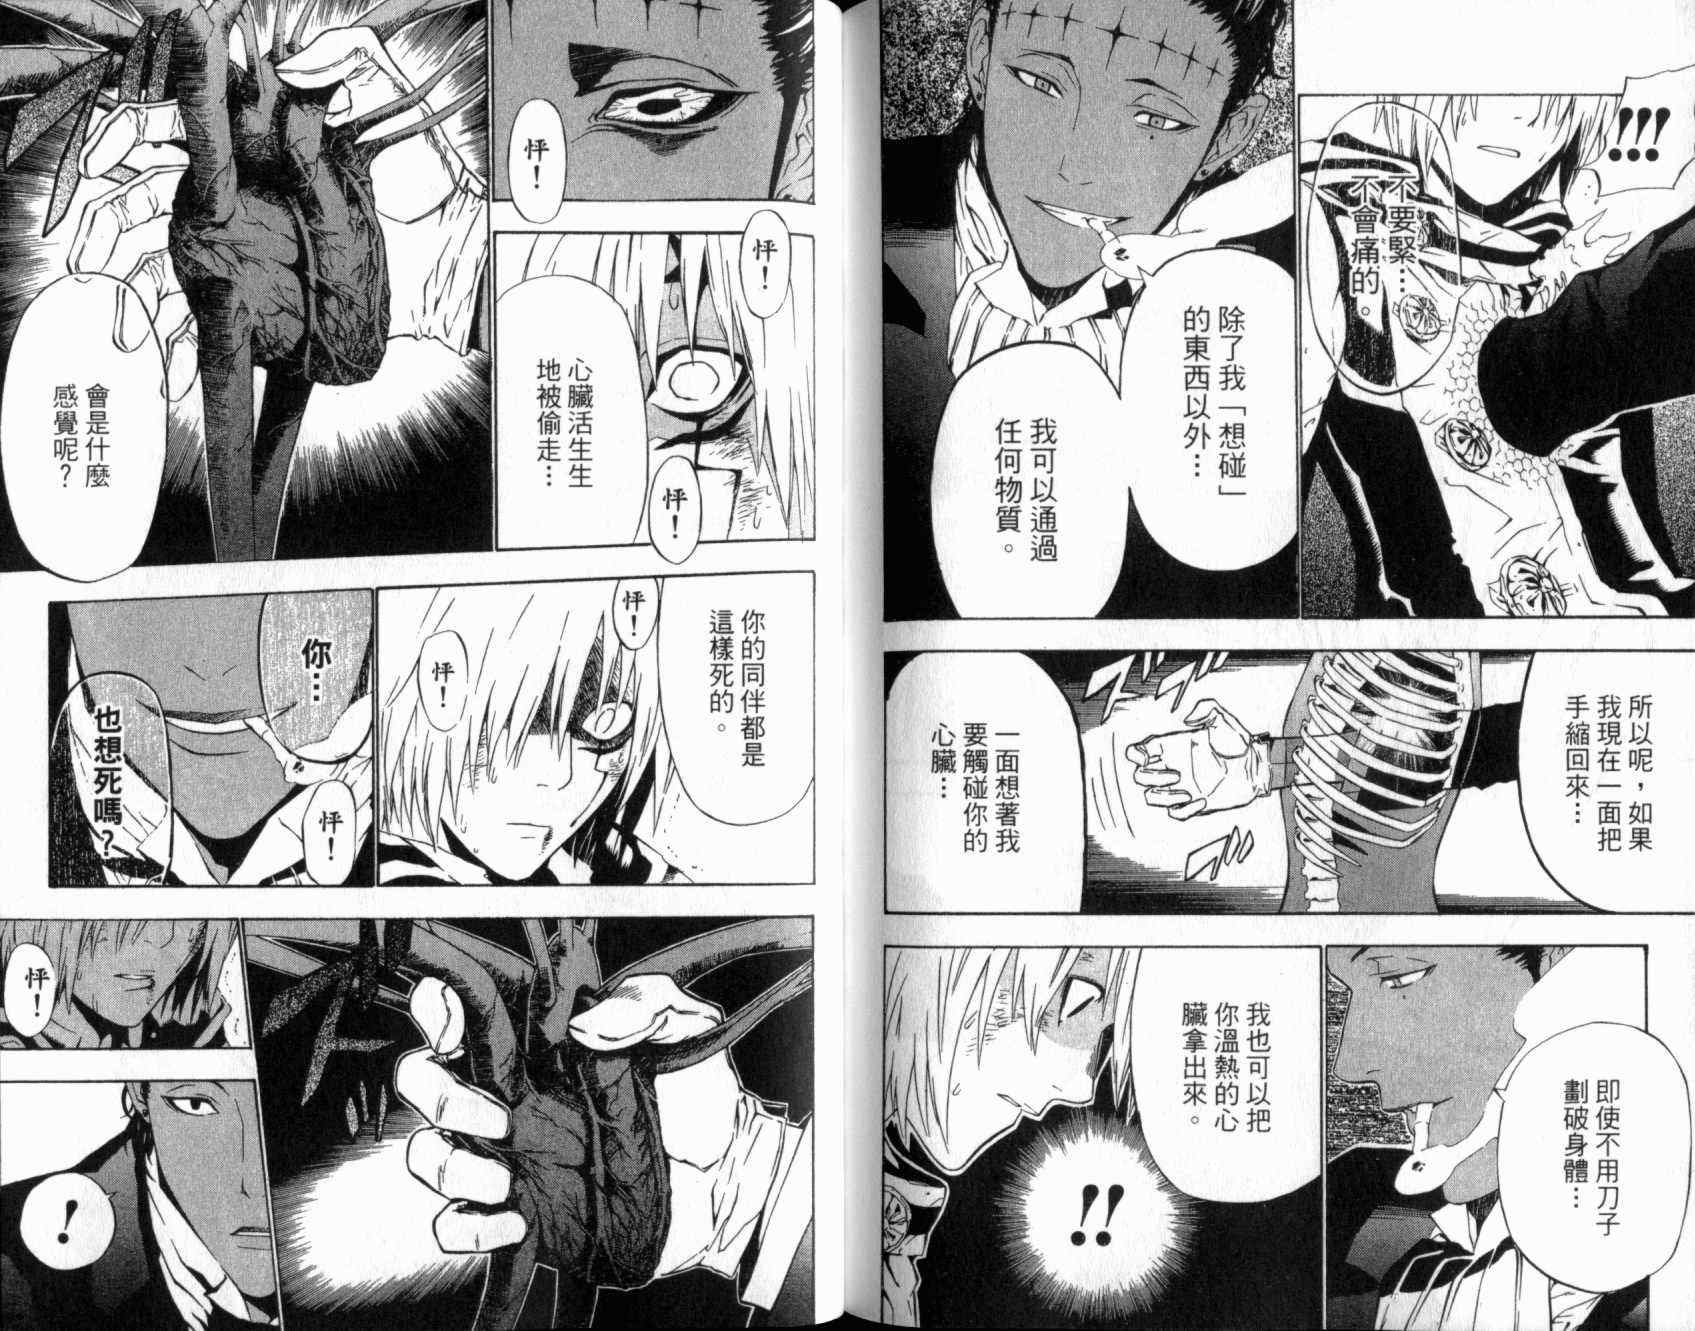 !!!
不要緊…
不會痛的。
除了我「想碰」
的東西以外…
我可以通過
任何物質。
所以呢，如果
我現在一面把
手縮回來…
一面想著我
要觸碰你的
心臟…
即使不用刀子
劃破身體…
我也可以把
你溫熱的心
臟拿出來。
!!
怦！
怦！
心臟活生生
地被偷走…
怦！
會是什麼
感覺呢？
你的同伴都是
這樣死的。
怦！
怦！
你…
也想死嗎？
怦！
怦！
！